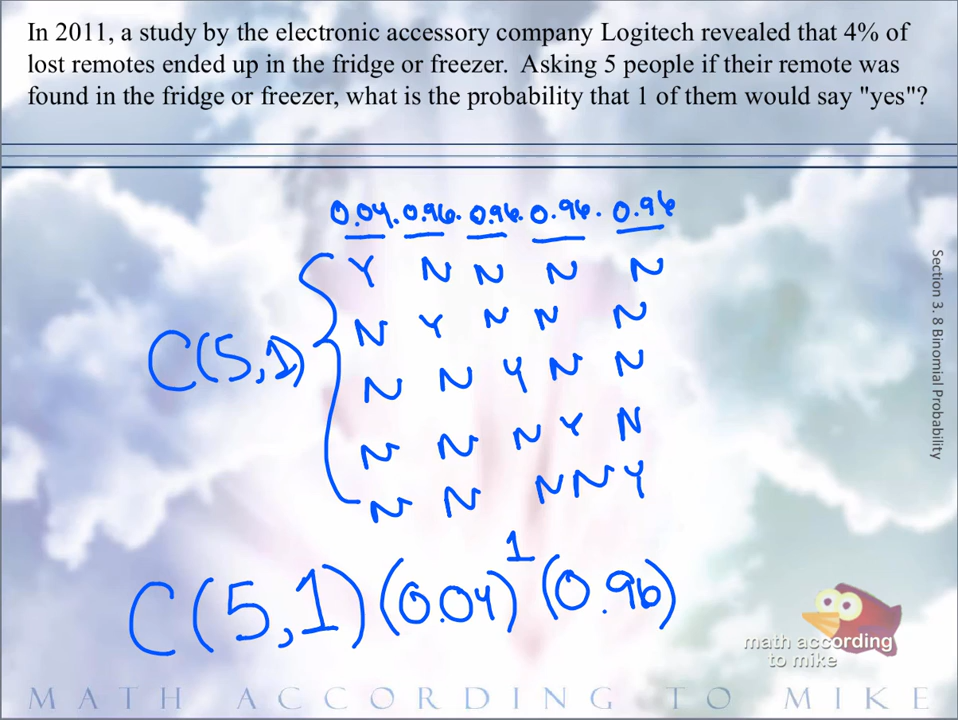 In 2011, a study by the electronic accessory company Logitech revealed that 4% of
lost remotes ended up in the fridge or freezer.  Asking 5 people if their remote was
found in the fridge or freezer, what is the probability that 1 of them would say "yes"?
0.04 · 0.96 · 0.96 · 0.96 · 0.96
Y N N N N
N Y N N N
C(5,1)
N N Y N N
N N N Y N
N N N N Y
C(5,1)(0.04)¹(0.96)
Section 3. 8 Binomial Probability
math according
to mike
MATH ACCORDING TO MIKE